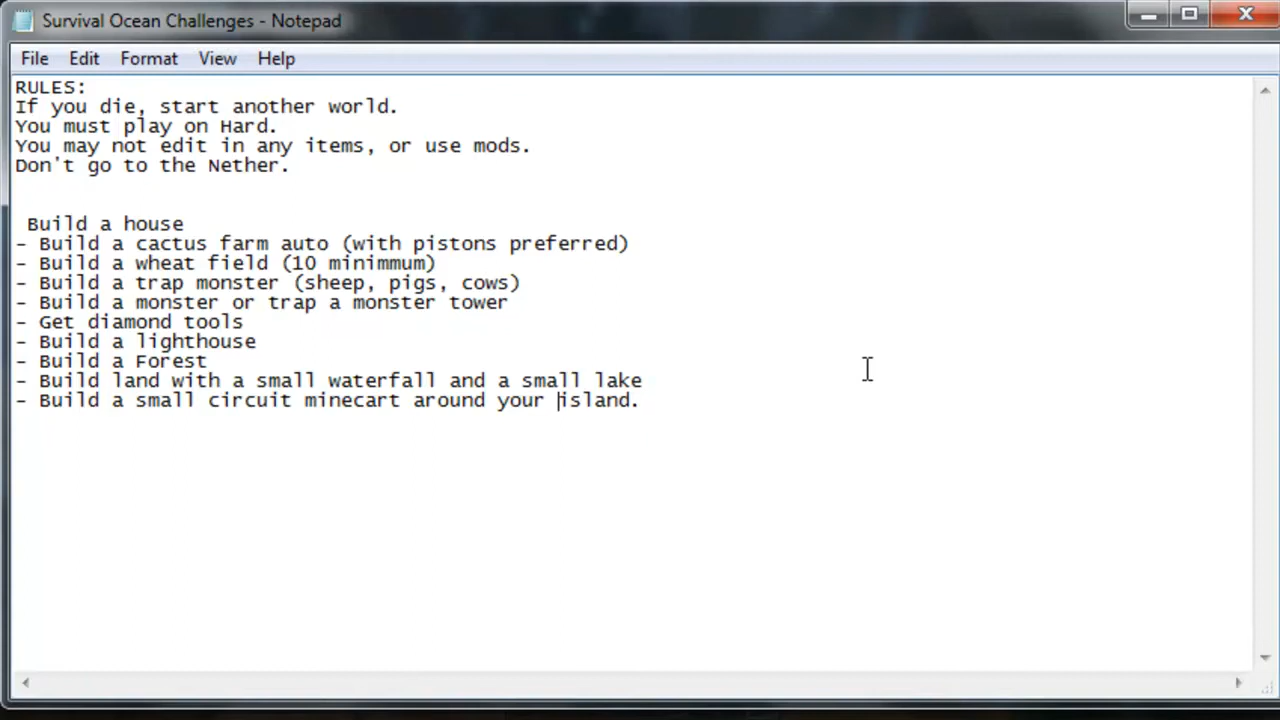 Survival Ocean Challenges - Notepad
File Edit Format View Help
RULES:
If you die, start another world.
You must play on Hard.
You may not edit in any items, or use mods.
Don't go to the Nether.
Build a house
- Build a cactus farm auto (with pistons preferred)
- Build a wheat field (10 minimmum)
- Build a trap monster (sheep, pigs, cows)
- Build a monster or trap a monster tower
- Get diamond tools
- Build a lighthouse
- Build a Forest
- Build land with a small waterfall and a small lake
- Build a small circuit minecart around your island.